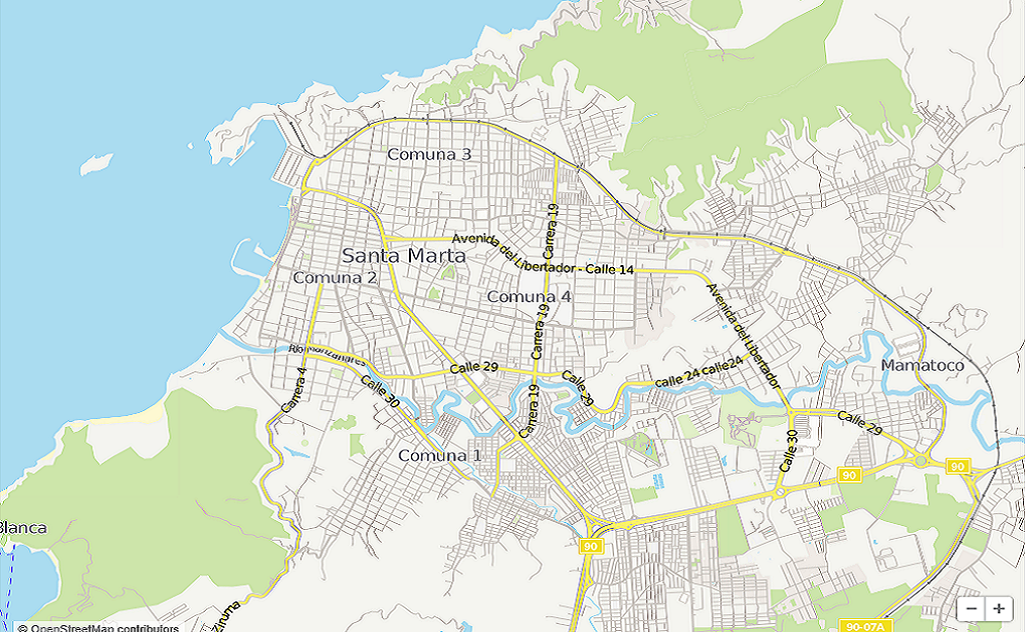 Comuna 3
Carrera 19
Avenida del Libertador - Calle 14
Santa Marta
Comuna 2
Comuna 4
Avenida del Libertador
Carrera 19
Río Manzanares
Calle 29
calle 24 calle24
Mamatoco
Carrera 4
Calle 30
Calle 29
Carrera 19
Calle 29
Calle 30
Comuna 1
90
90
Blanca
90
90-07A
Ziruma
© OpenStreetMap contributors
− +